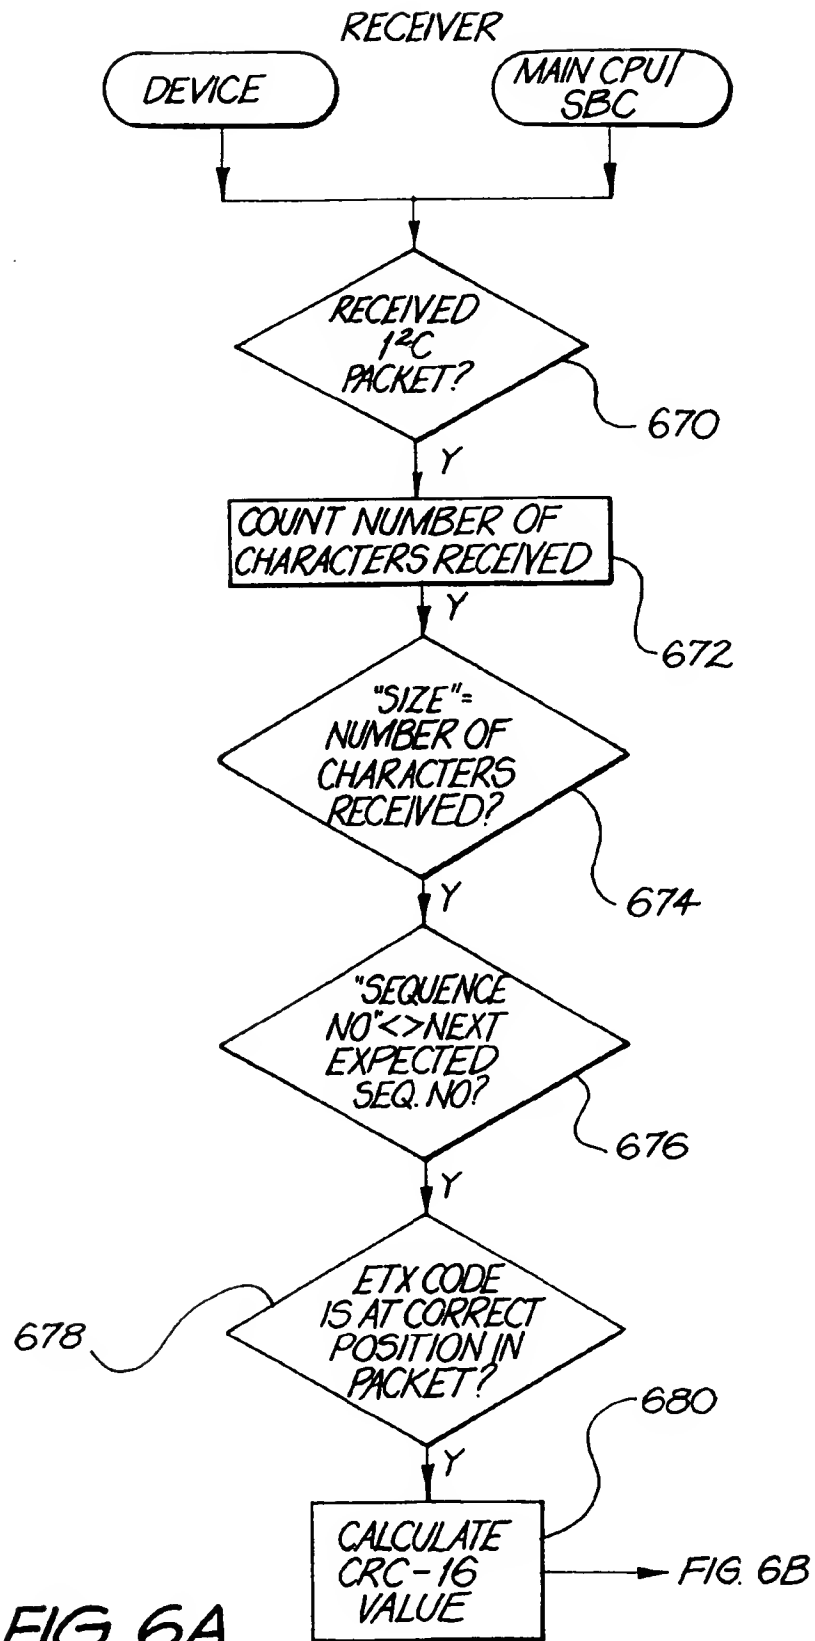 RECEIVER
DEVICE
MAIN CPU/
SBC
RECEIVED
I²C
PACKET?
670
Y
COUNT NUMBER OF
CHARACTERS RECEIVED
672
Y
"SIZE"=
NUMBER OF
CHARACTERS
RECEIVED?
674
Y
"SEQUENCE
NO"<>NEXT
EXPECTED
SEQ. NO?
676
Y
ETX CODE
IS AT CORRECT
POSITION IN
PACKET?
678
Y
680
CALCULATE
CRC-16
VALUE
FIG. 6B
FIG. 6A